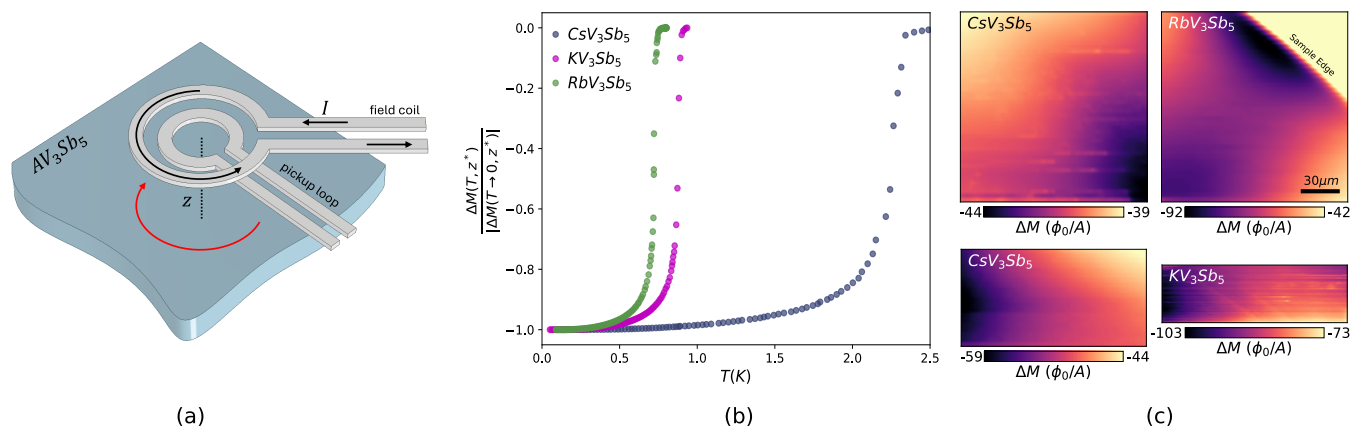 I
field coil
AV₃Sb₅
pickup loop
z
(a)
ΔM(T, z*)
|ΔM(T → 0, z*)|
0.0
−0.2
−0.4
−0.6
−0.8
−1.0
CsV₃Sb₅
KV₃Sb₅
RbV₃Sb₅
0.0 0.5 1.0 1.5 2.0 2.5
T(K)
(b)
CsV₃Sb₅
-44 -39
ΔM (ϕ₀/A)
RbV₃Sb₅
Sample Edge
30μm
-92 -42
ΔM (ϕ₀/A)
CsV₃Sb₅
-59 -44
ΔM (ϕ₀/A)
KV₃Sb₅
-103 -73
ΔM (ϕ₀/A)
(c)